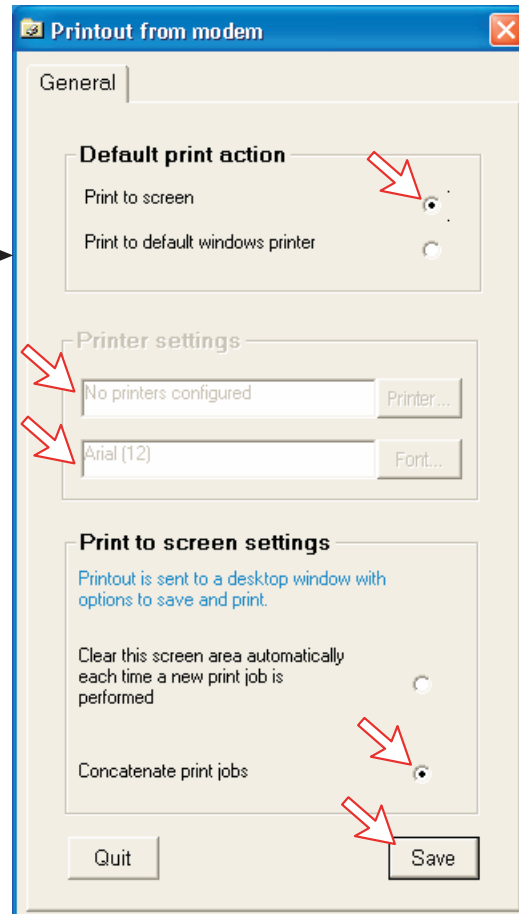 Printout from modem
General
Default print action
Print to screen
Print to default windows printer
Printer settings
No printers configured
Printer...
Arial (12)
Font...
Print to screen settings
Printout is sent to a desktop window with
options to save and print.
Clear this screen area automatically
each time a new print job is
performed
Concatenate print jobs
Quit
Save